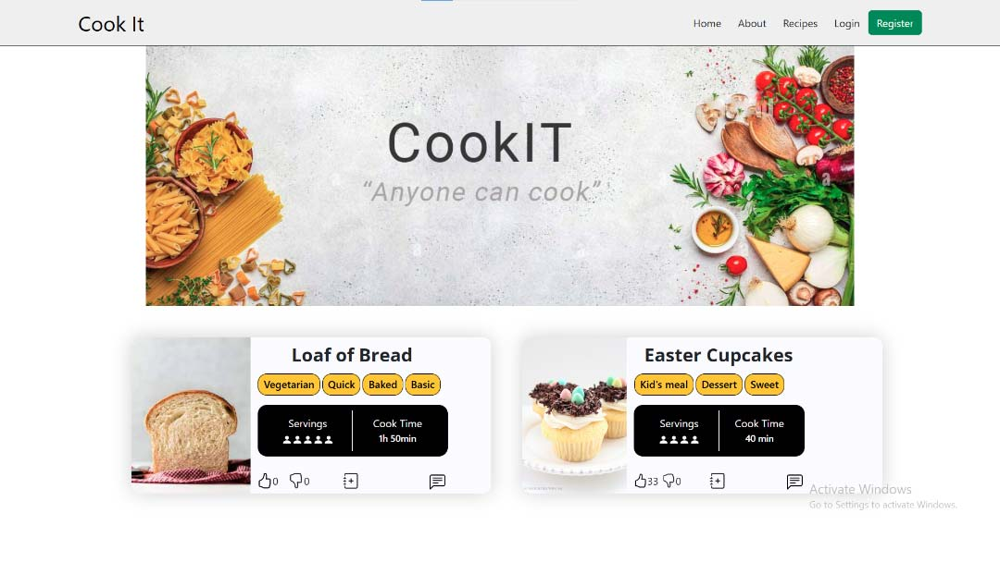 Cook It
Home About Recipes Login Register
CookIT
“Anyone can cook”
a
a
Loaf of Bread
Vegetarian Quick Baked Basic
Servings Cook Time
1h 50min
0 0
Easter Cupcakes
Kid's meal Dessert Sweet
Servings Cook Time
40 min
33 0
Activate Windows
Go to Settings to activate Windows.